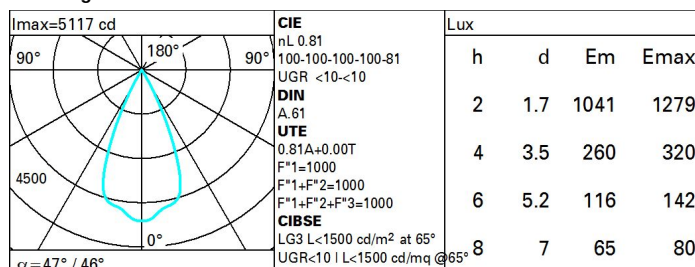 Imax=5117 cd
90°
180°
90°
4500
0°
α=47° / 46°
CIE
nL 0.81
100-100-100-100-81
UGR <10-<10
DIN
A.61
UTE
0.81A+0.00T
F"1=1000
F"1+F"2=1000
F"1+F"2+F"3=1000
CIBSE
LG3 L<1500 cd/m² at 65°
UGR<10 | L<1500 cd/mq @65°
Lux
h d Em Emax
2 1.7 1041 1279
4 3.5 260 320
6 5.2 116 142
8 7 65 80